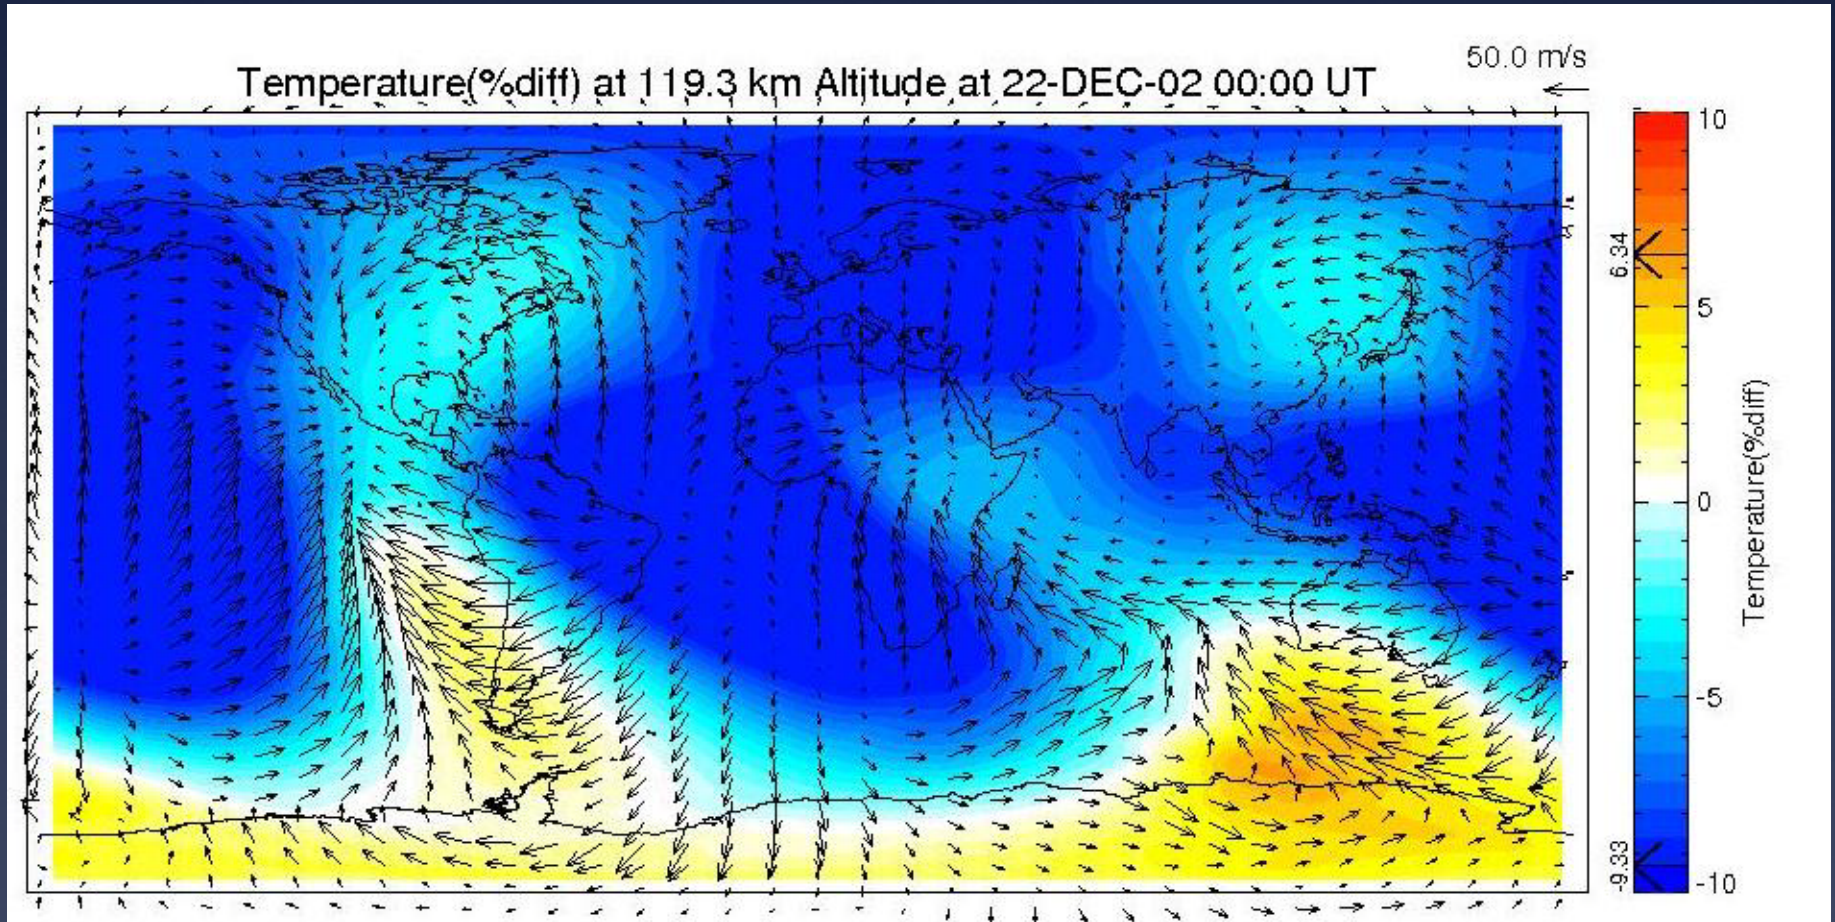 50.0 m/s
Temperature(%diff) at 119.3 km Altitude at 22-DEC-02 00:00 UT
10
6.34
5
0
Temperature(%diff)
-5
-9.33
-10